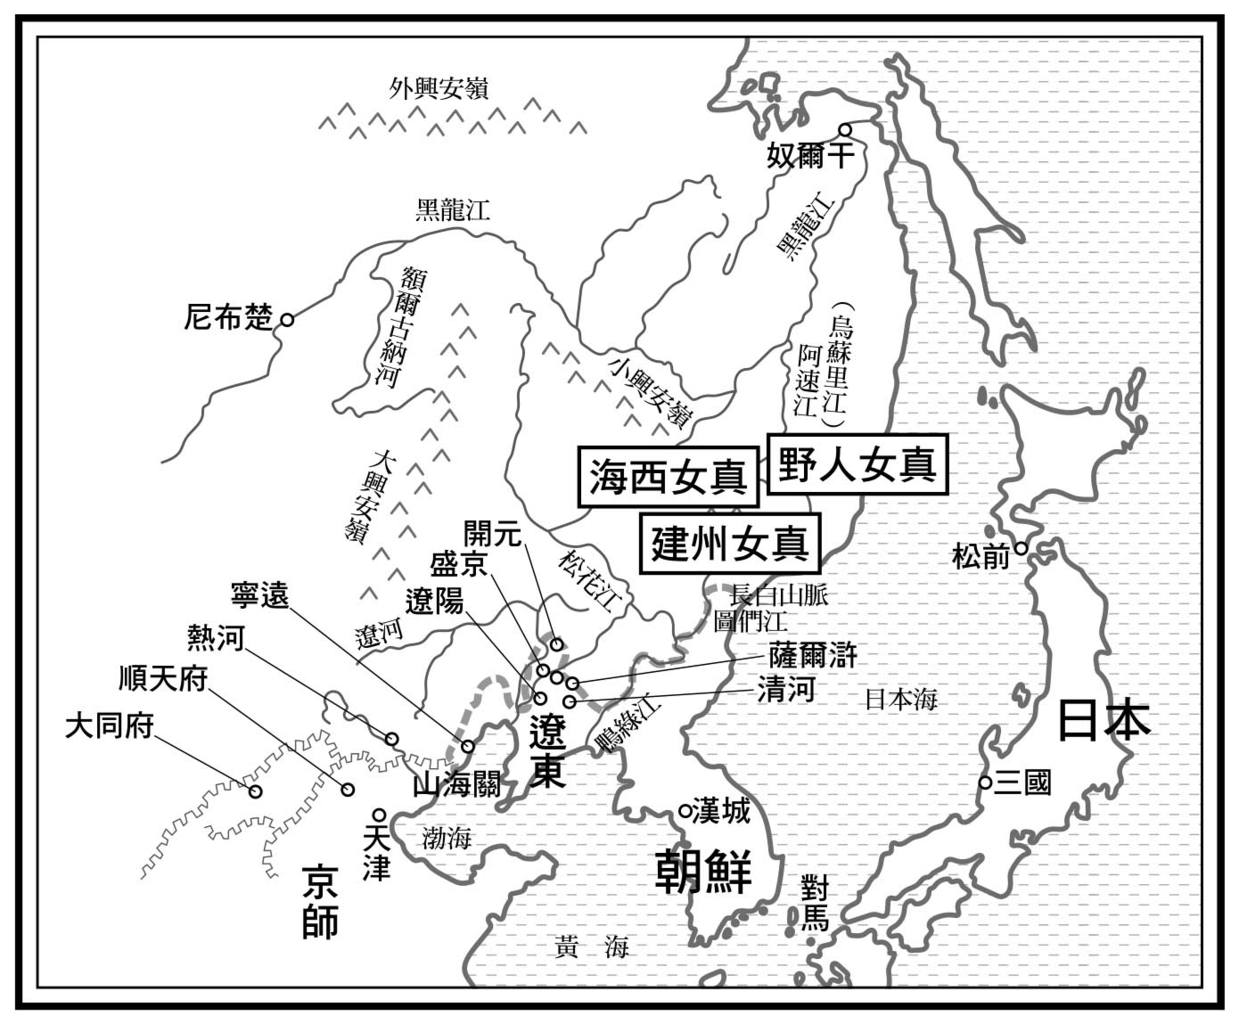 外興安嶺
奴爾干
黑龍江
黑龍江
額爾古納河
尼布楚
（烏蘇里江）
阿速江
小興安嶺
大興安嶺
海西女真
野人女真
建州女真
開元
盛京
遼陽
松花江
松前
寧遠
熱河
順天府
大同府
遼河
長白山脈
圖們江
薩爾滸
清河
鴨綠江
日本海
日本
遼東
山海關
三國
漢城
天津
渤海
朝鮮
京師
對馬
黃海